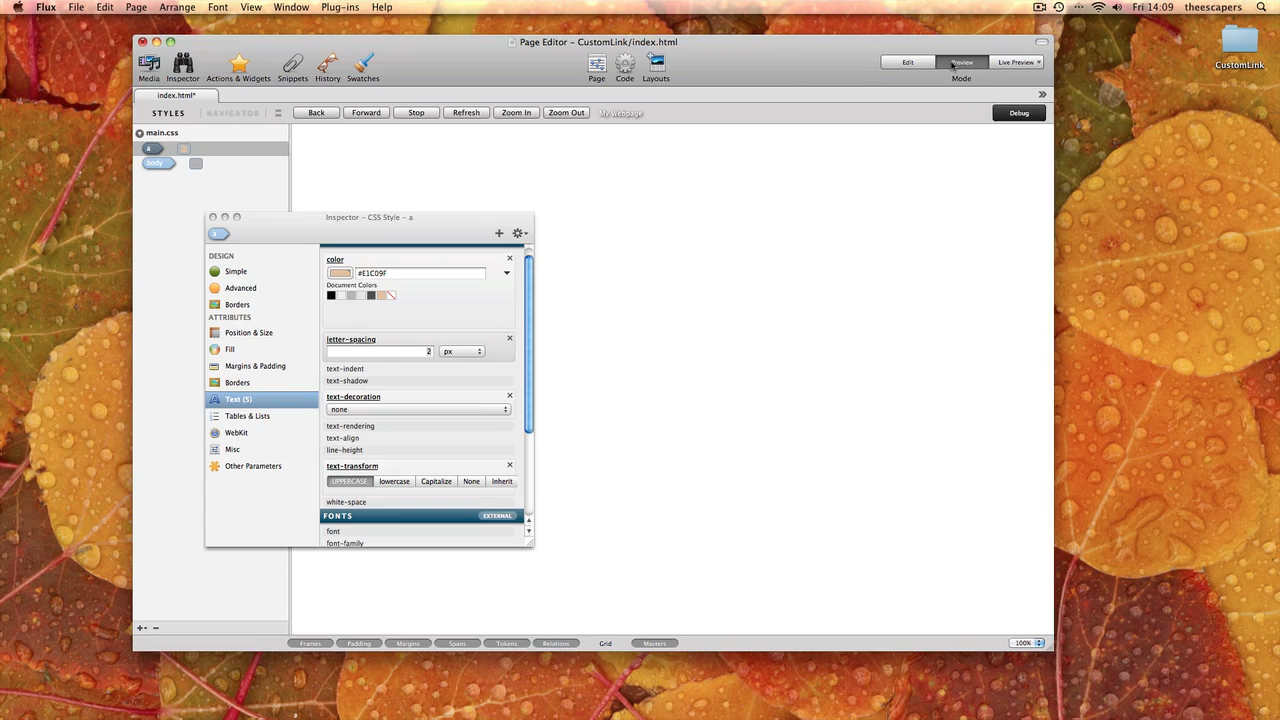 Flux File Edit Page Arrange Font View Window Plug-ins Help Fri 14:09 theescapers
CustomLink
Page Editor – CustomLink/index.html
Media Inspector Actions & Widgets Snippets History Swatches Page Code Layouts Edit Preview Live Preview Mode
index.html*
STYLES NAVIGATOR Back Forward Stop Refresh Zoom In Zoom Out My Webpage Debug
main.css
a
body
Inspector – CSS Style – a
a
DESIGN
Simple
Advanced
Borders
ATTRIBUTES
Position & Size
Fill
Margins & Padding
Borders
Text (5)
Tables & Lists
WebKit
Misc
Other Parameters
color
#E1C09F
Document Colors
letter-spacing
2 px
text-indent
text-shadow
text-decoration
none
text-rendering
text-align
line-height
text-transform
UPPERCASE lowercase Capitalize None Inherit
white-space
FONTS EXTERNAL
font
font-family
Frames Padding Margins Spans Tokens Relations Grid Masters 100%